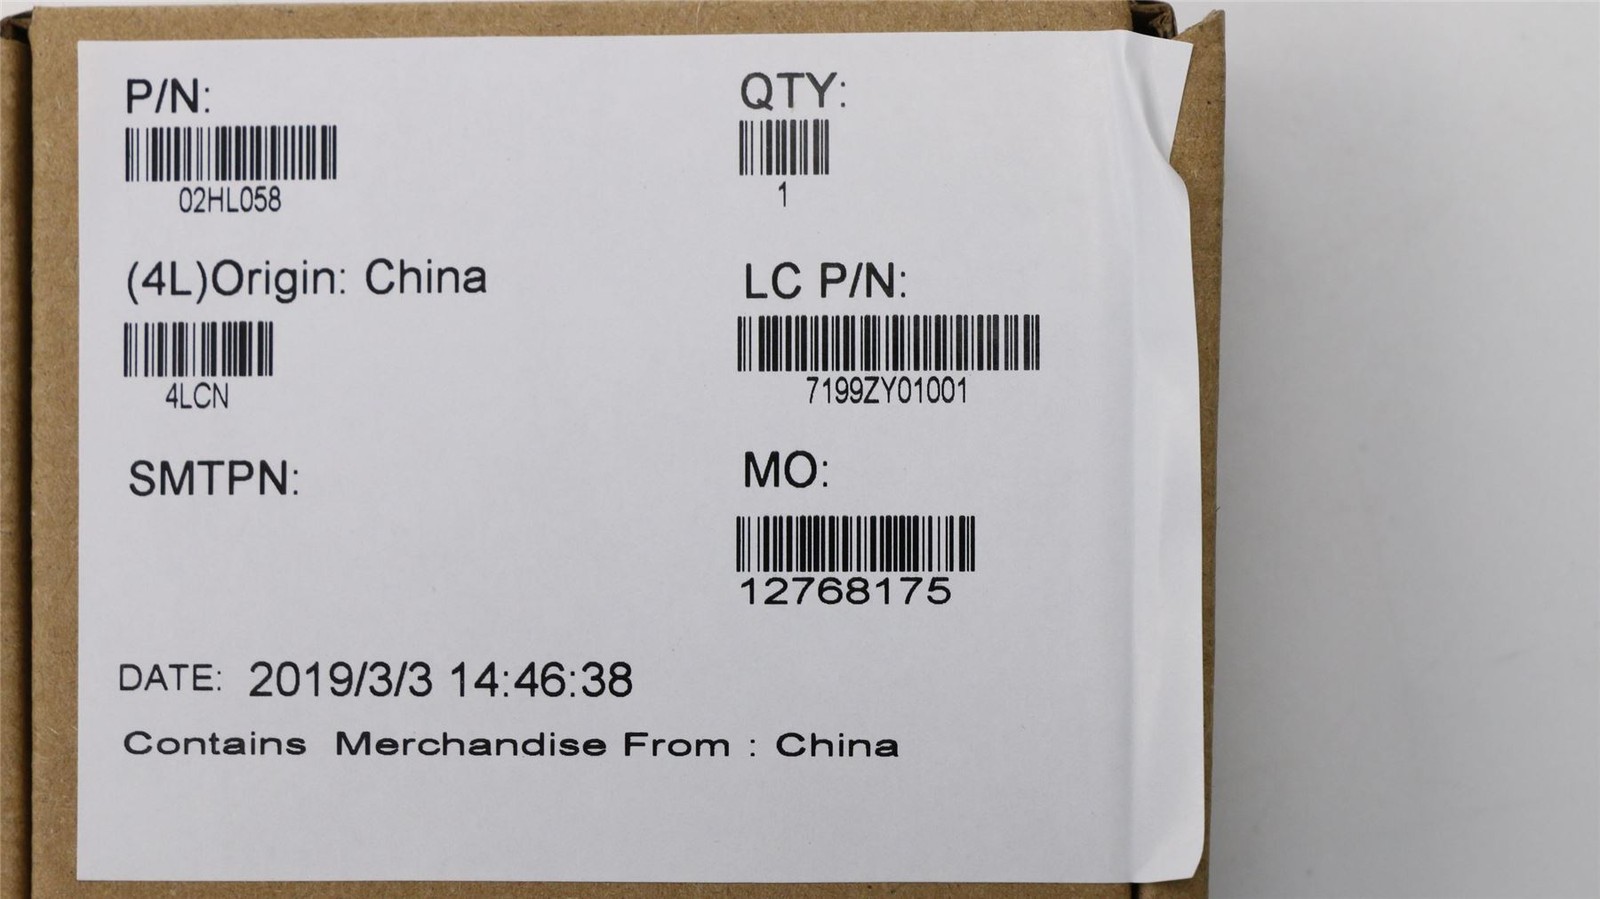 P/N:
02HL058
QTY:
1
(4L)Origin: China
4LCN
LC P/N:
7199ZY01001
SMTPN:
MO:
12768175
DATE: 2019/3/3 14:46:38
Contains Merchandise From : China